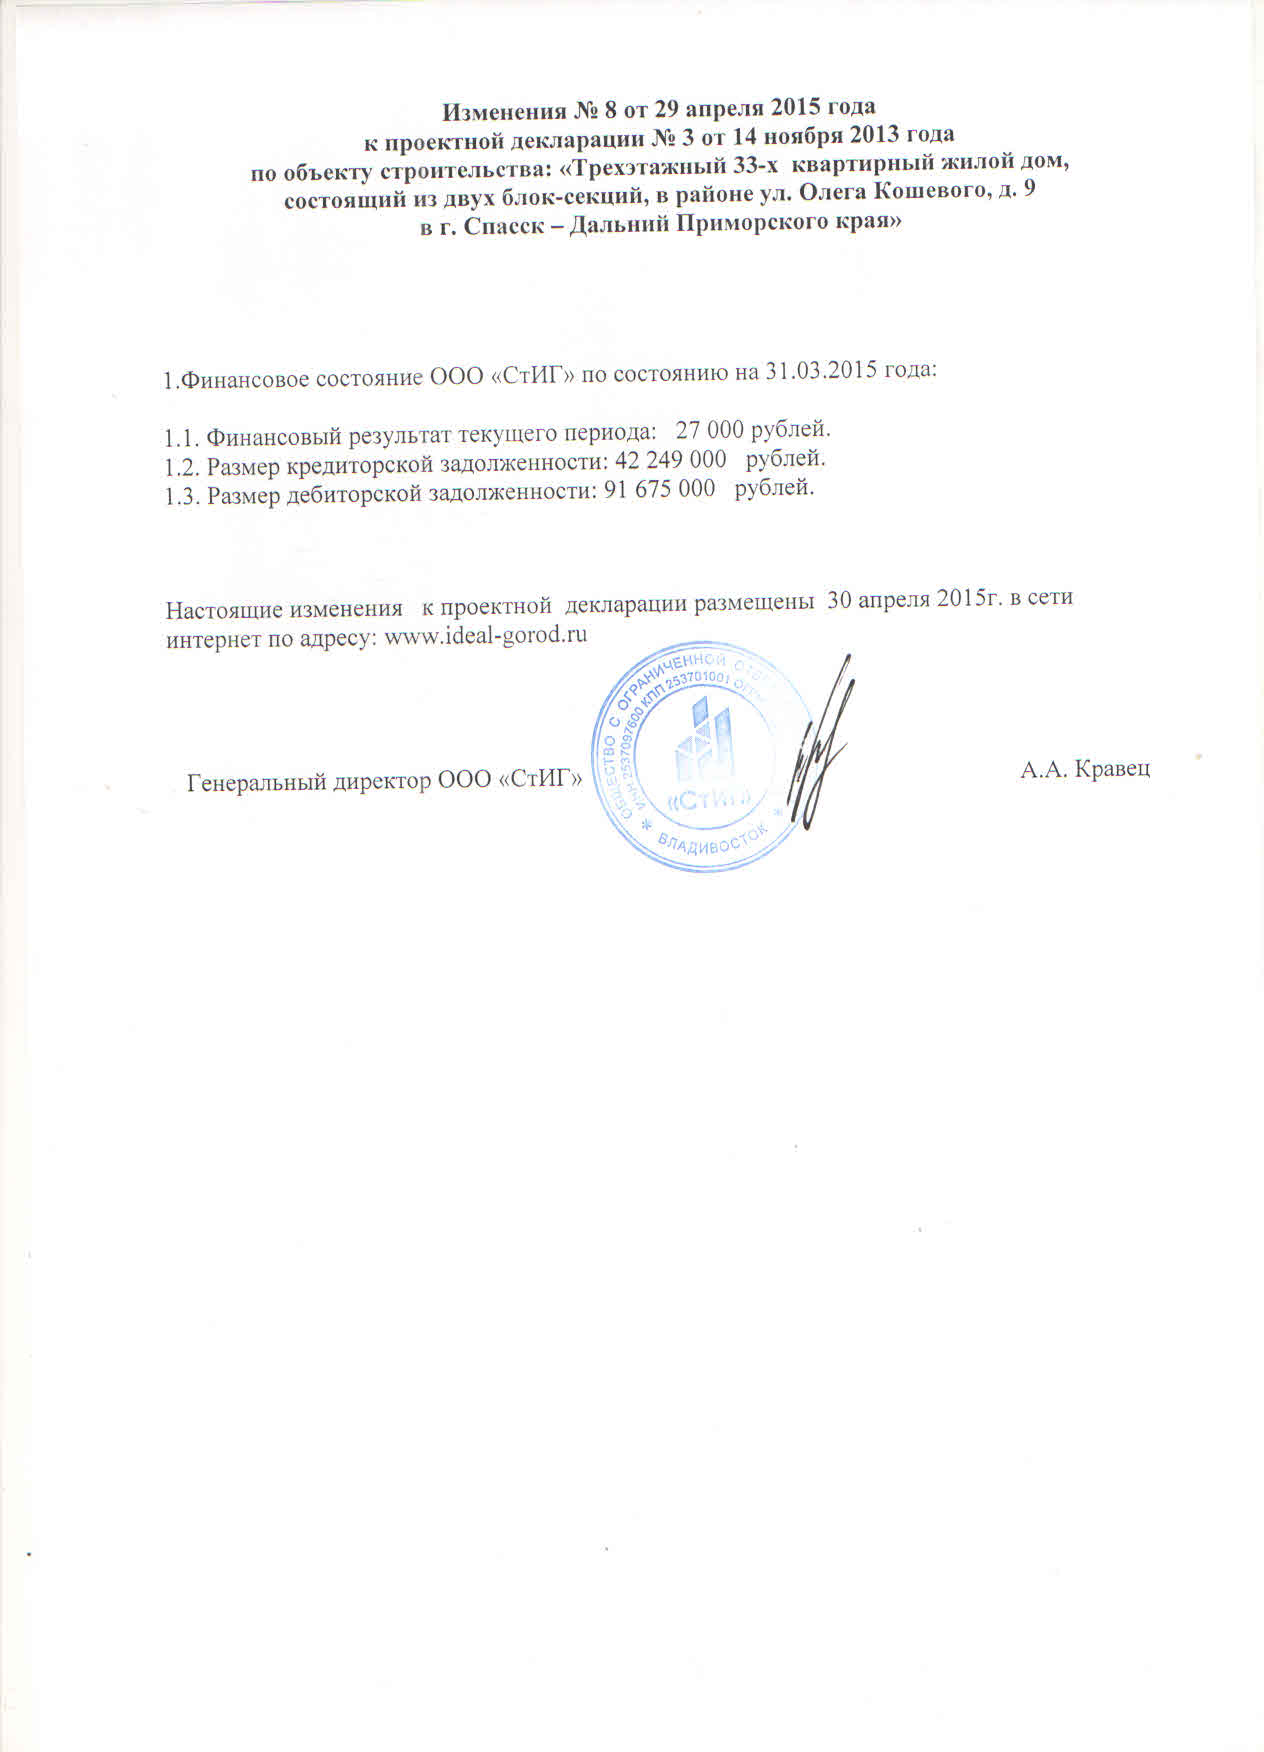 Изменения № 8 от 29 апреля 2015 года
к проектной декларации № 3 от 14 ноября 2013 года
по объекту строительства: «Трехэтажный 33-х квартирный жилой дом,
состоящий из двух блок-секций, в районе ул. Олега Кошевого, д. 9
в г. Спасск – Дальний Приморского края»
1.Финансовое состояние ООО «СтИГ» по состоянию на 31.03.2015 года:
1.1. Финансовый результат текущего периода: 27 000 рублей.
1.2. Размер кредиторской задолженности: 42 249 000 рублей.
1.3. Размер дебиторской задолженности: 91 675 000 рублей.
Настоящие изменения к проектной декларации размещены 30 апреля 2015г. в сети
интернет по адресу: www.ideal-gorod.ru
Генеральный директор ООО «СтИГ»
А.А. Кравец
ОБЩЕСТВО С ОГРАНИЧЕННОЙ
ИНН 2537097600 КПП 253701001
«СтИГ»
* ВЛАДИВОСТОК *